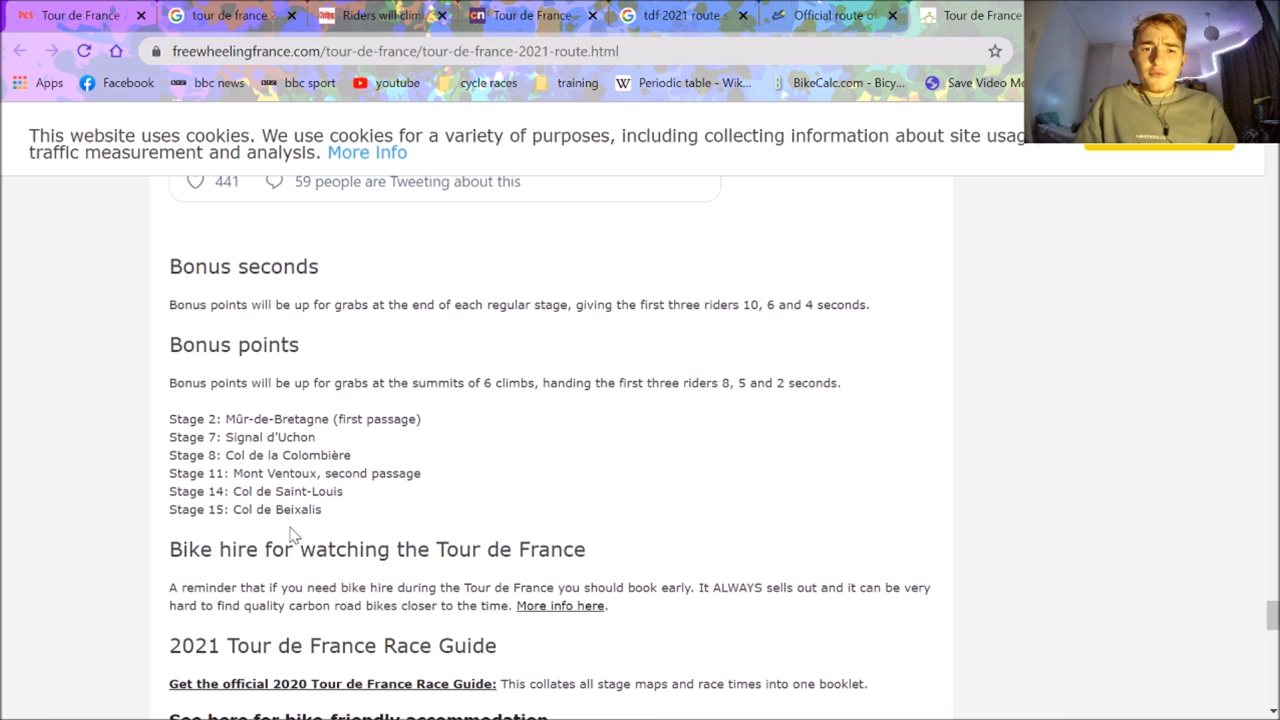 PCS Tour de France 2
tour de france 2
Riders will clim
cn Tour de France –
tdf 2021 route s
Official route of
Tour de France
freewheelingfrance.com/tour-de-france/tour-de-france-2021-route.html
Apps Facebook BBC bbc news BBC bbc sport youtube cycle races training W Periodic table - Wik... BikeCalc.com - Bicy... Save Video Me
This website uses cookies. We use cookies for a variety of purposes, including collecting information about site usag
traffic measurement and analysis. More Info
441 59 people are Tweeting about this
Bonus seconds
Bonus points will be up for grabs at the end of each regular stage, giving the first three riders 10, 6 and 4 seconds.
Bonus points
Bonus points will be up for grabs at the summits of 6 climbs, handing the first three riders 8, 5 and 2 seconds.
Stage 2: Mûr-de-Bretagne (first passage)
Stage 7: Signal d'Uchon
Stage 8: Col de la Colombière
Stage 11: Mont Ventoux, second passage
Stage 14: Col de Saint-Louis
Stage 15: Col de Beixalis
Bike hire for watching the Tour de France
A reminder that if you need bike hire during the Tour de France you should book early. It ALWAYS sells out and it can be very
hard to find quality carbon road bikes closer to the time. More info here.
2021 Tour de France Race Guide
Get the official 2020 Tour de France Race Guide: This collates all stage maps and race times into one booklet.
See here for bike-friendly accommodation